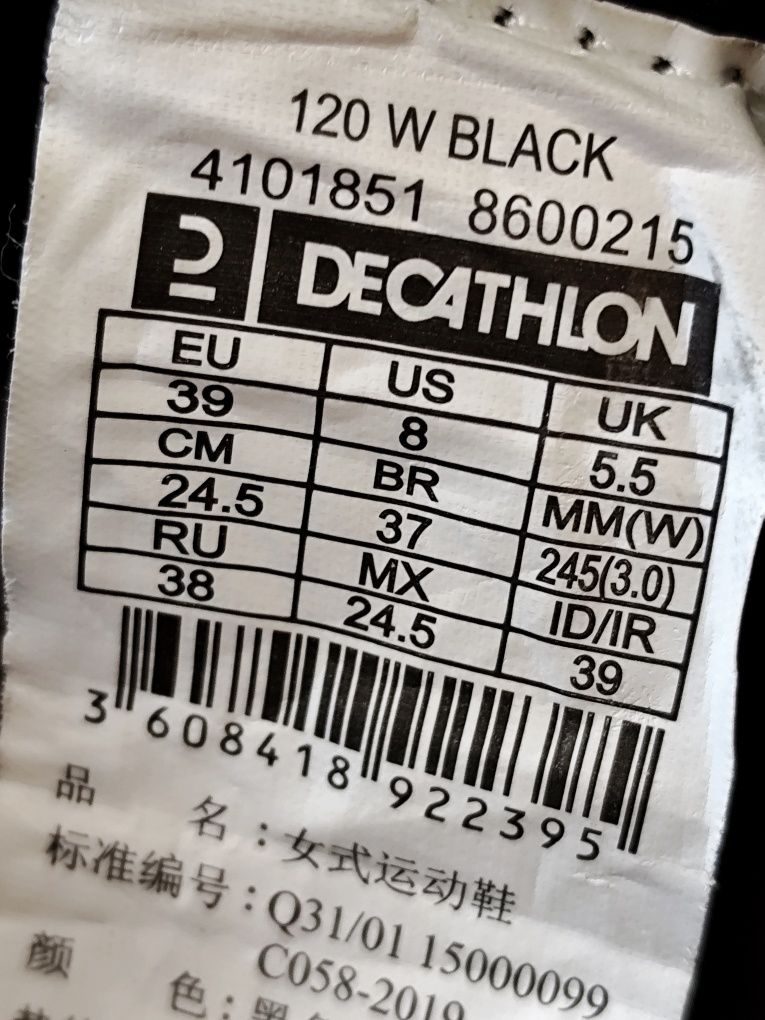 120 W BLACK
4101851 8600215
DECATHLON
EU US UK
39 8 5.5
CM BR MM(W)
24.5 37 245(3.0)
RU MX ID/IR
38 24.5 39
3 608418 922395
品 名：女式运动鞋
标准编号：Q31/01 15000099
C058-2019
颜 色：黑